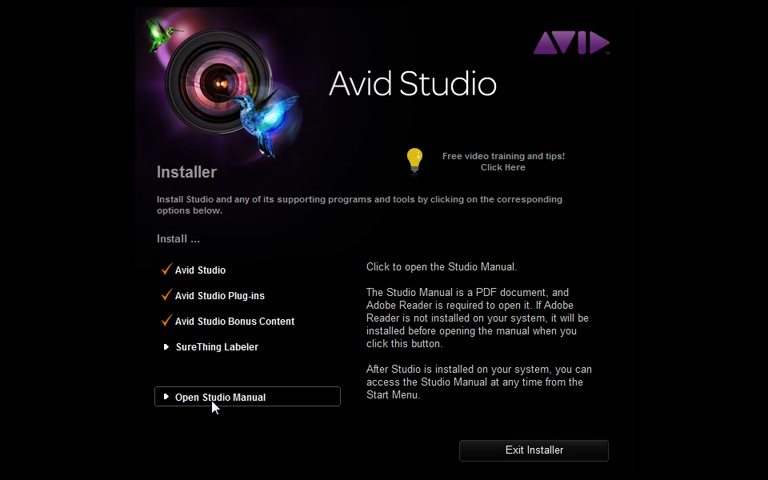 AVID
Avid Studio
Free video training and tips!
Click Here
Installer
Install Studio and any of its supporting programs and tools by clicking on the corresponding
options below.
Install ...
Avid Studio
Avid Studio Plug-ins
Avid Studio Bonus Content
SureThing Labeler
Open Studio Manual
Click to open the Studio Manual.
The Studio Manual is a PDF document, and
Adobe Reader is required to open it. If Adobe
Reader is not installed on your system, it will be
installed before opening the manual when you
click this button.
After Studio is installed on your system, you can
access the Studio Manual at any time from the
Start Menu.
Exit Installer